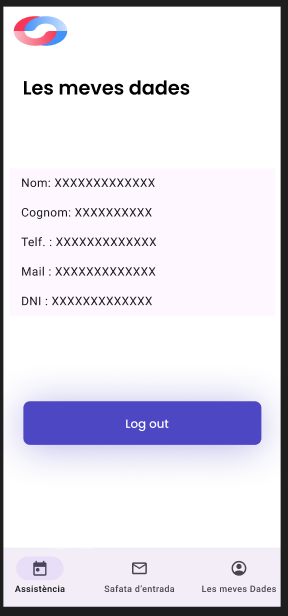 Les meves dades
Nom: XXXXXXXXXXXXX
Cognom: XXXXXXXXXX
Telf. : XXXXXXXXXXXXX
Mail : XXXXXXXXXXXXX
DNI : XXXXXXXXXXXXX
Log out
Assistència Safata d'entrada Les meves Dades